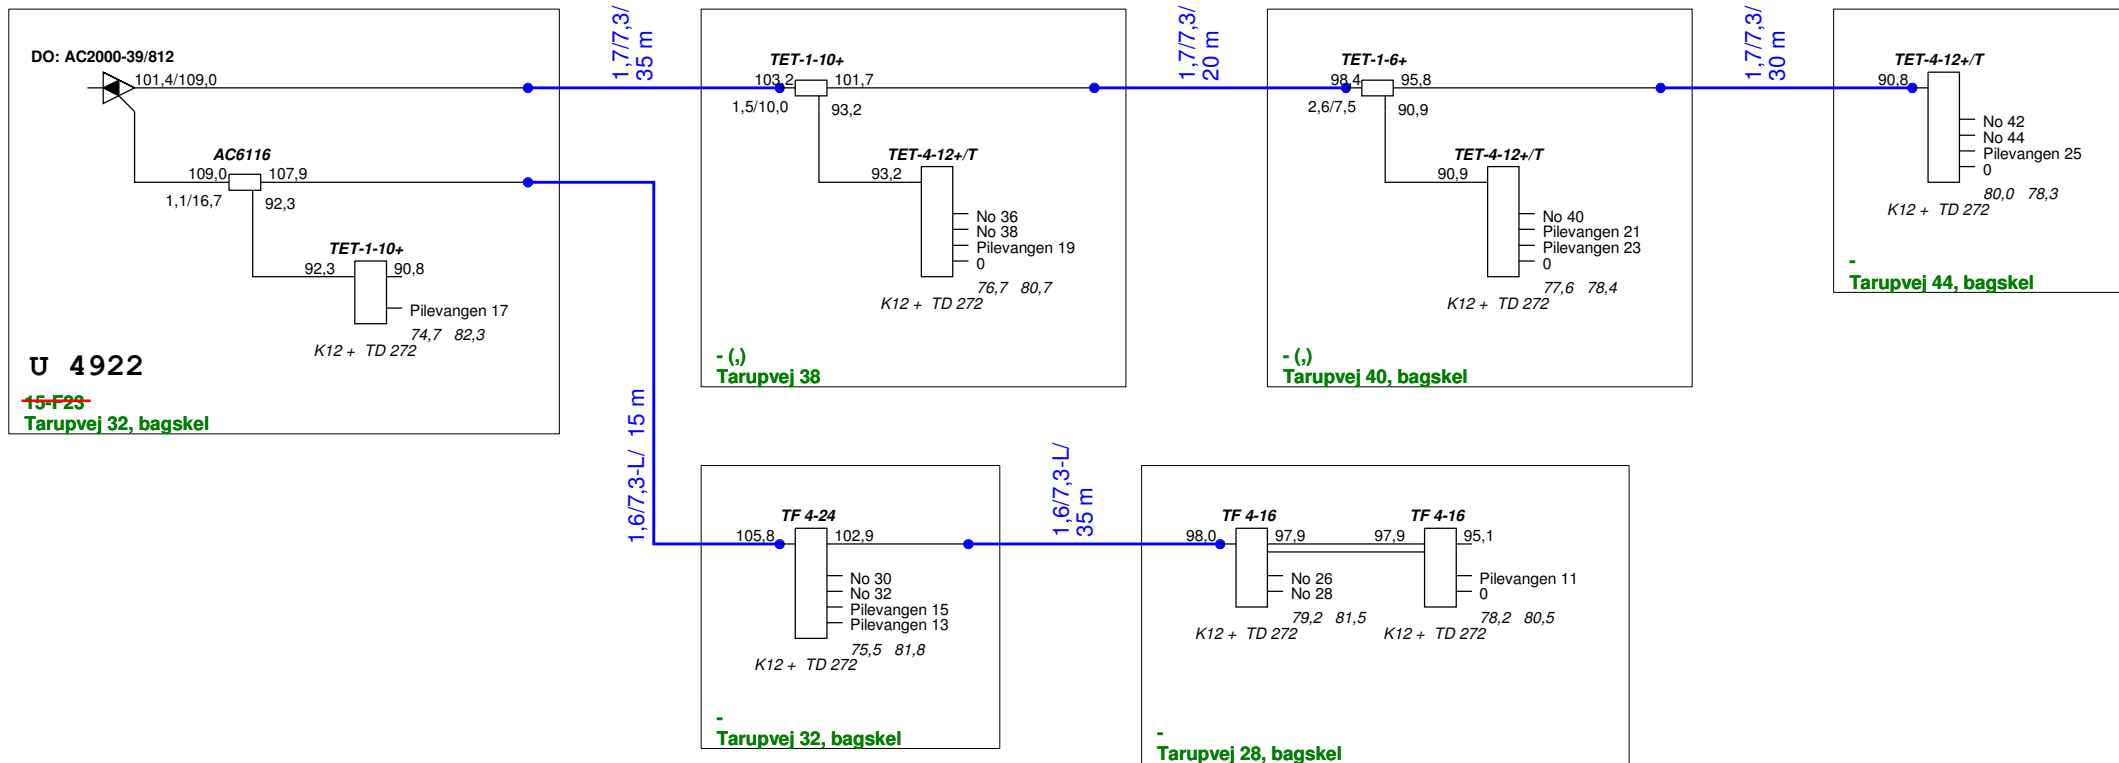 DO: AC2000-39/812
101,4/109,0
AC6116
109,0 107,9
1,1/16,7 92,3
TET-1-10+
92,3 90,8
Pilevangen 17
74,7 82,3
K12 + TD 272
U 4922
15-F23
Tarupvej 32, bagskel
1,7/7,3/
35 m
TET-1-10+
103,2 101,7
1,5/10,0 93,2
TET-4-12+/T
93,2
No 36
No 38
Pilevangen 19
0
76,7 80,7
K12 + TD 272
- (,)
Tarupvej 38
1,7/7,3/
20 m
TET-1-6+
98,4 95,8
2,6/7,5 90,9
TET-4-12+/T
90,9
No 40
Pilevangen 21
Pilevangen 23
0
77,6 78,4
K12 + TD 272
- (,)
Tarupvej 40, bagskel
1,7/7,3/
30 m
TET-4-12+/T
90,8
No 42
No 44
Pilevangen 25
0
80,0 78,3
K12 + TD 272
-
Tarupvej 44, bagskel
1,6/7,3-L/ 15 m
TF 4-24
105,8 102,9
No 30
No 32
Pilevangen 15
Pilevangen 13
75,5 81,8
K12 + TD 272
-
Tarupvej 32, bagskel
1,6/7,3-L/
35 m
TF 4-16
98,0 97,9
No 26
No 28
79,2 81,5
K12 + TD 272
TF 4-16
97,9 95,1
Pilevangen 11
0
78,2 80,5
K12 + TD 272
-
Tarupvej 28, bagskel